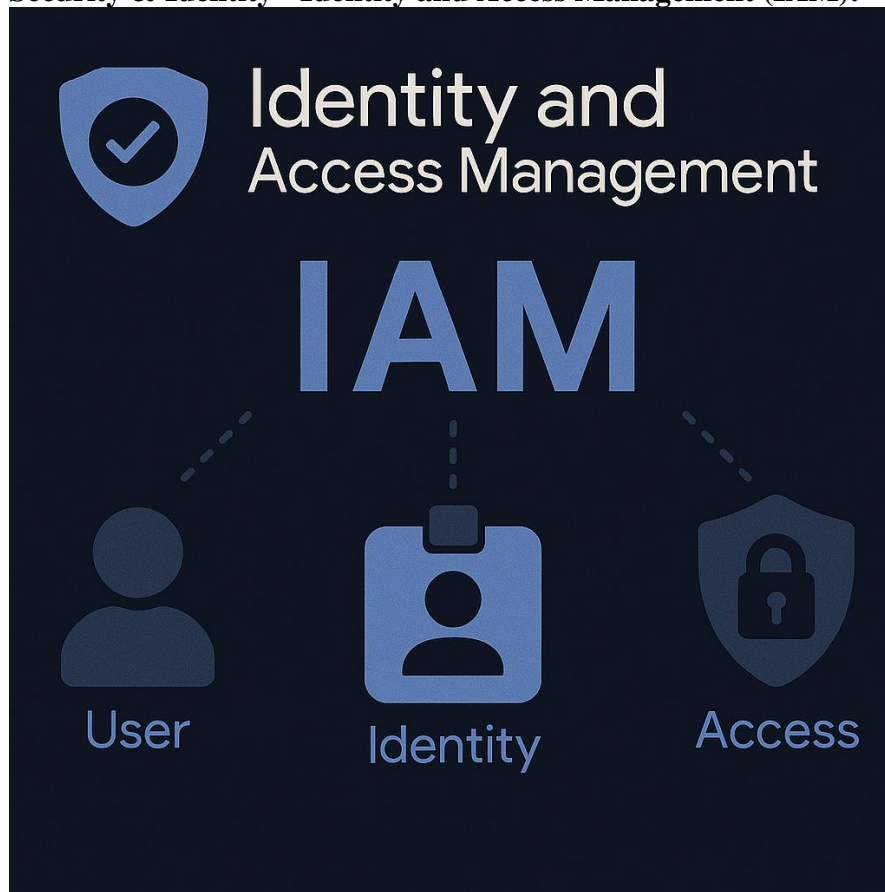 Identity and
Access Management
IAM
User
Identity
Access